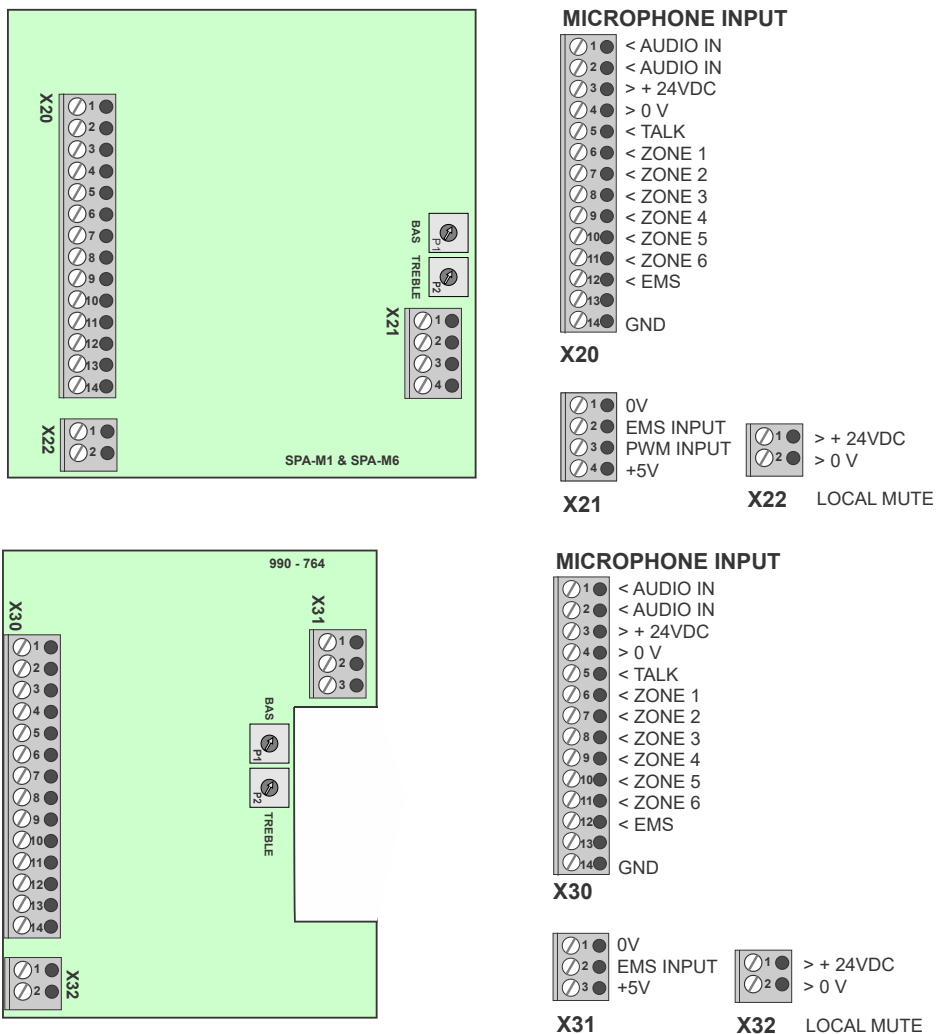 X20
1
2
3
4
5
6
7
8
9
10
11
12
13
14
BAS
P1
TREBLE
P2
X21
1
2
3
4
X22
1
2
SPA-M1 & SPA-M6
MICROPHONE INPUT
1 < AUDIO IN
2 < AUDIO IN
3 > + 24VDC
4 > 0 V
5 < TALK
6 < ZONE 1
7 < ZONE 2
8 < ZONE 3
9 < ZONE 4
10 < ZONE 5
11 < ZONE 6
12 < EMS
13
14 GND
X20
1 0V
2 EMS INPUT
3 PWM INPUT
4 +5V
X21
1 > + 24VDC
2 > 0 V
X22 LOCAL MUTE
990 - 764
X30
1
2
3
4
5
6
7
8
9
10
11
12
13
14
X31
1
2
3
BAS
P1
P2
TREBLE
X32
1
2
MICROPHONE INPUT
1 < AUDIO IN
2 < AUDIO IN
3 > + 24VDC
4 > 0 V
5 < TALK
6 < ZONE 1
7 < ZONE 2
8 < ZONE 3
9 < ZONE 4
10 < ZONE 5
11 < ZONE 6
12 < EMS
13
14 GND
X30
1 0V
2 EMS INPUT
3 +5V
X31
1 > + 24VDC
2 > 0 V
X32 LOCAL MUTE